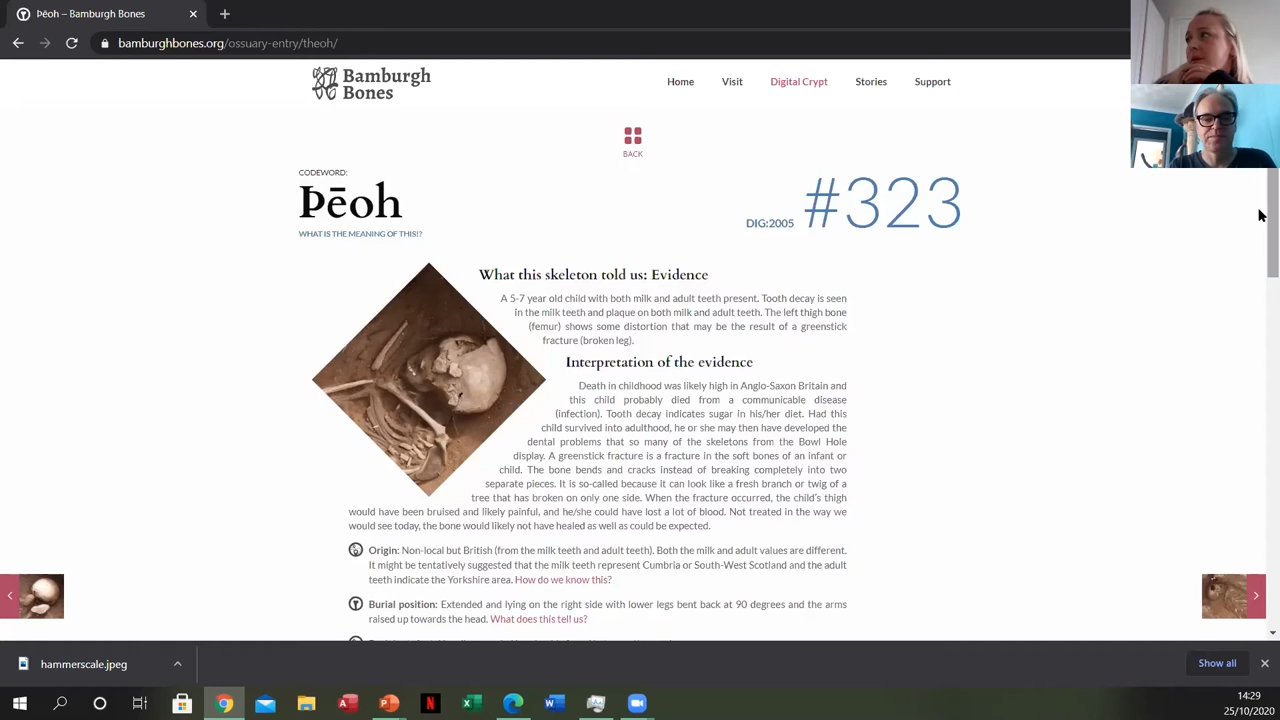 Þēoh – Bamburgh Bones
bamburghbones.org/ossuary-entry/theoh/
Bamburgh
Bones
Home
Visit
Digital Crypt
Stories
Support
BACK
CODEWORD:
Þēoh
WHAT IS THE MEANING OF THIS!?
DIG:2005
#323
What this skeleton told us: Evidence
A 5-7 year old child with both milk and adult teeth present. Tooth decay is seen
in the milk teeth and plaque on both milk and adult teeth. The left thigh bone
(femur) shows some distortion that may be the result of a greenstick
fracture (broken leg).
Interpretation of the evidence
Death in childhood was likely high in Anglo-Saxon Britain and
this child probably died from a communicable disease
(infection). Tooth decay indicates sugar in his/her diet. Had this
child survived into adulthood, he or she may then have developed the
dental problems that so many of the skeletons from the Bowl Hole
display. A greenstick fracture is a fracture in the soft bones of an infant or
child. The bone bends and cracks instead of breaking completely into two
separate pieces. It is so-called because it can look like a fresh branch or twig of a
tree that has broken on only one side. When the fracture occurred, the child's thigh
would have been bruised and likely painful, and he/she could have lost a lot of blood. Not treated in the way we
would see today, the bone would likely not have healed as well as could be expected.
Origin: Non-local but British (from the milk teeth and adult teeth). Both the milk and adult values are different.
It might be tentatively suggested that the milk teeth represent Cumbria or South-West Scotland and the adult
teeth indicate the Yorkshire area. How do we know this?
Burial position: Extended and lying on the right side with lower legs bent back at 90 degrees and the arms
raised up towards the head. What does this tell us?
hammerscale.jpeg
Show all
14:29
25/10/2020